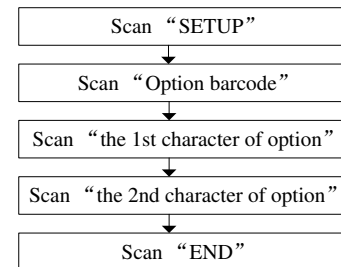 Scan “SETUP”
Scan “Option barcode”
Scan “the 1st character of option”
Scan “the 2nd character of option”
Scan “END”